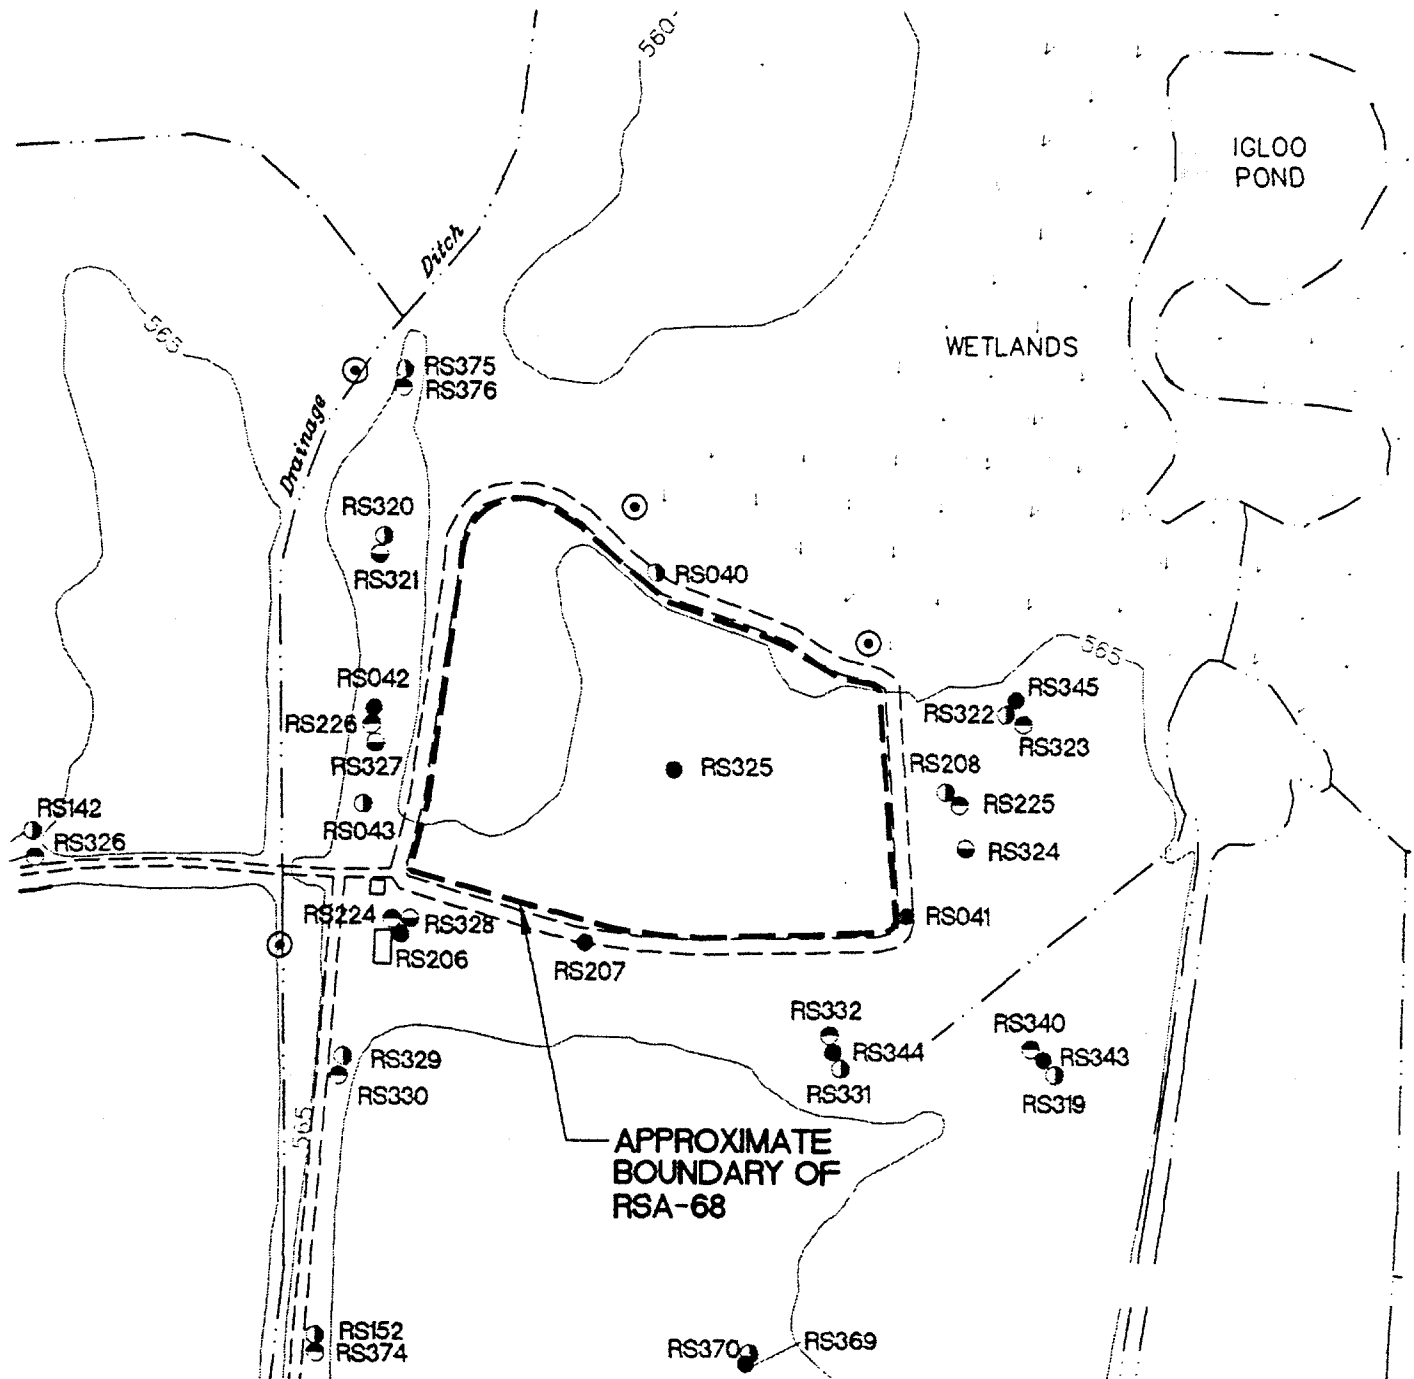 560
IGLOO
POND
Ditch
565
WETLANDS
RS375
RS376
Drainage
RS320
RS321
RS040
565
RS042
RS345
RS226
RS322
RS323
RS327
RS325
RS208
RS142
RS043
RS225
RS326
RS324
RS224
RS328
RS041
RS206
RS207
RS332
RS340
RS329
RS344
RS343
RS330
RS331
RS319
565
APPROXIMATE
BOUNDARY OF
RSA-68
RS152
RS370
RS369
RS374